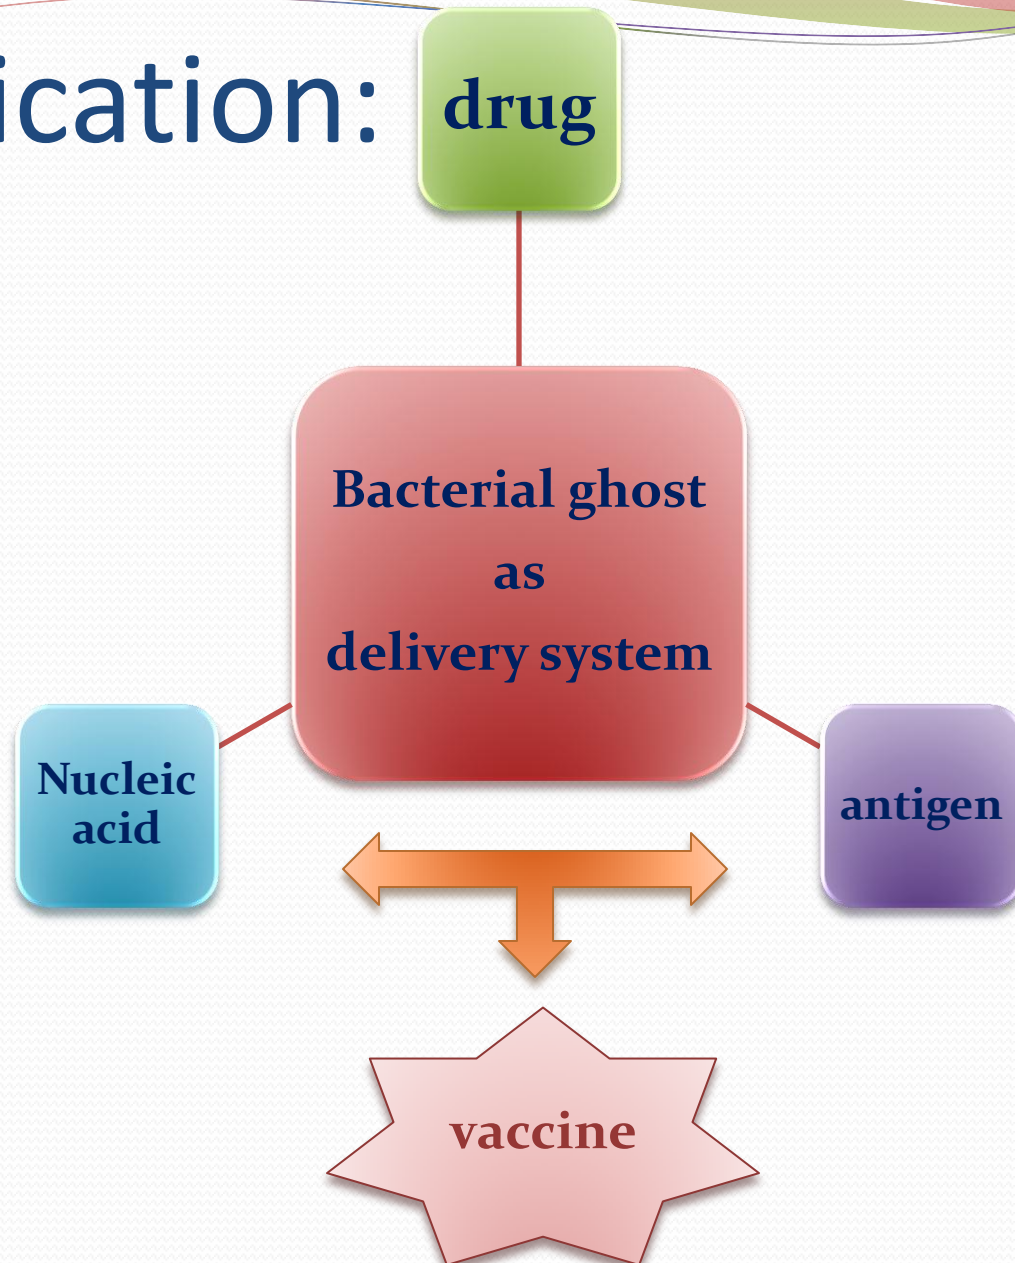 ication:
drug
Bacterial ghost
as
delivery system
Nucleic
acid
antigen
vaccine